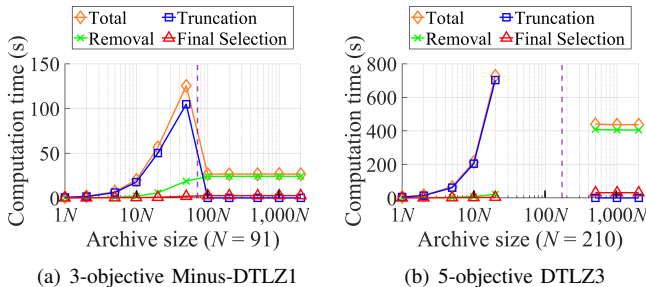 Total Truncation
Removal Final Selection
Computation time (s)
150
100
50
0
1N 10N 100N 1,000N
Archive size (N = 91)
(a) 3-objective Minus-DTLZ1
Total Truncation
Removal Final Selection
Computation time (s)
800
600
400
200
0
1N 10N 100N 1,000N
Archive size (N = 210)
(b) 5-objective DTLZ3